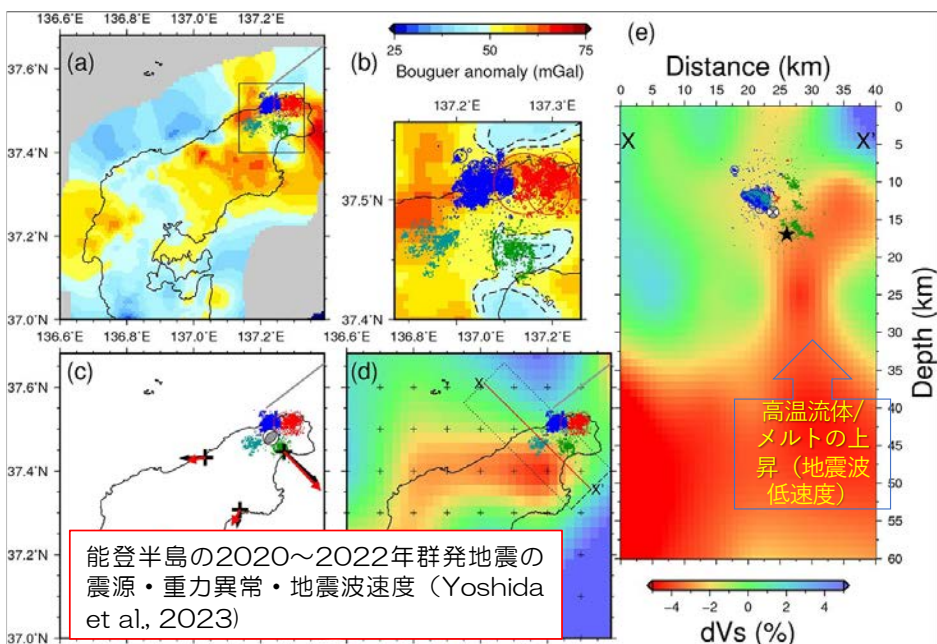 136.6°E 136.8°E 137.0°E 137.2°E
25 50 75
Bouguer anomaly (mGal)
37.6°N
37.4°N
37.2°N
37.0°N
(a)
(b)
137.2°E 137.3°E
37.5°N
37.4°N
50
(e)
Distance (km)
0 5 10 15 20 25 30 35 40
X X'
0
5
10
15
20
25
30
35
40
45
50
55
60
Depth (km)
高温流体/
メルトの上
昇（地震波
低速度）
136.6°E 136.8°E 137.0°E 137.2°E
136.6°E 136.8°E 137.0°E 137.2°E
37.6°N
37.4°N
37.2°N
37.0°N
(c)
(d)
X
X'
能登半島の2020～2022年群発地震の
震源・重力異常・地震波速度（Yoshida
et al., 2023)
−4 −2 0 2 4
dVs (%)